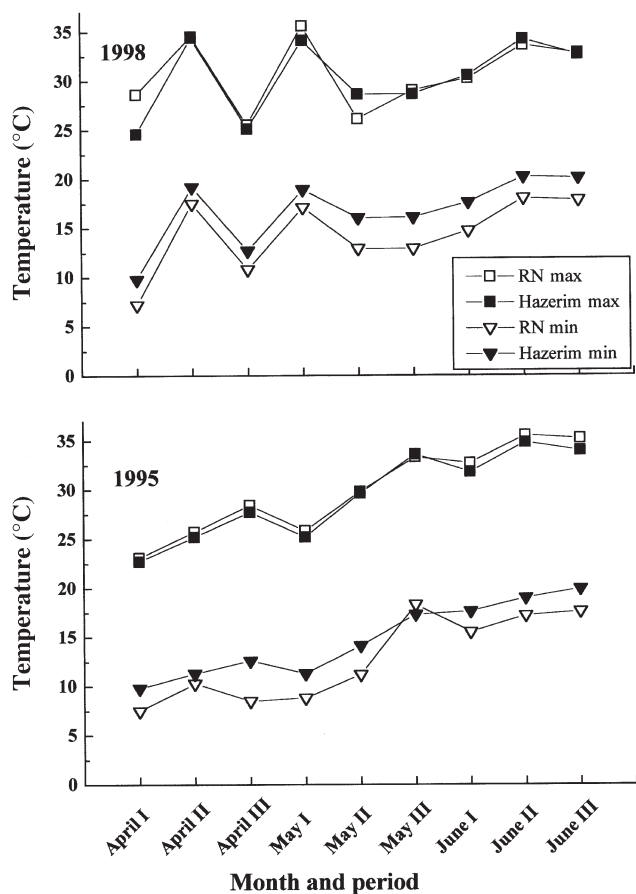 1998
Temperature (°C)
35
30
25
20
15
10
5
0
RN max
Hazerim max
RN min
Hazerim min
1995
Temperature (°C)
35
30
25
20
15
10
5
0
April I
April II
April III
May I
May II
May III
June I
June II
June III
Month and period